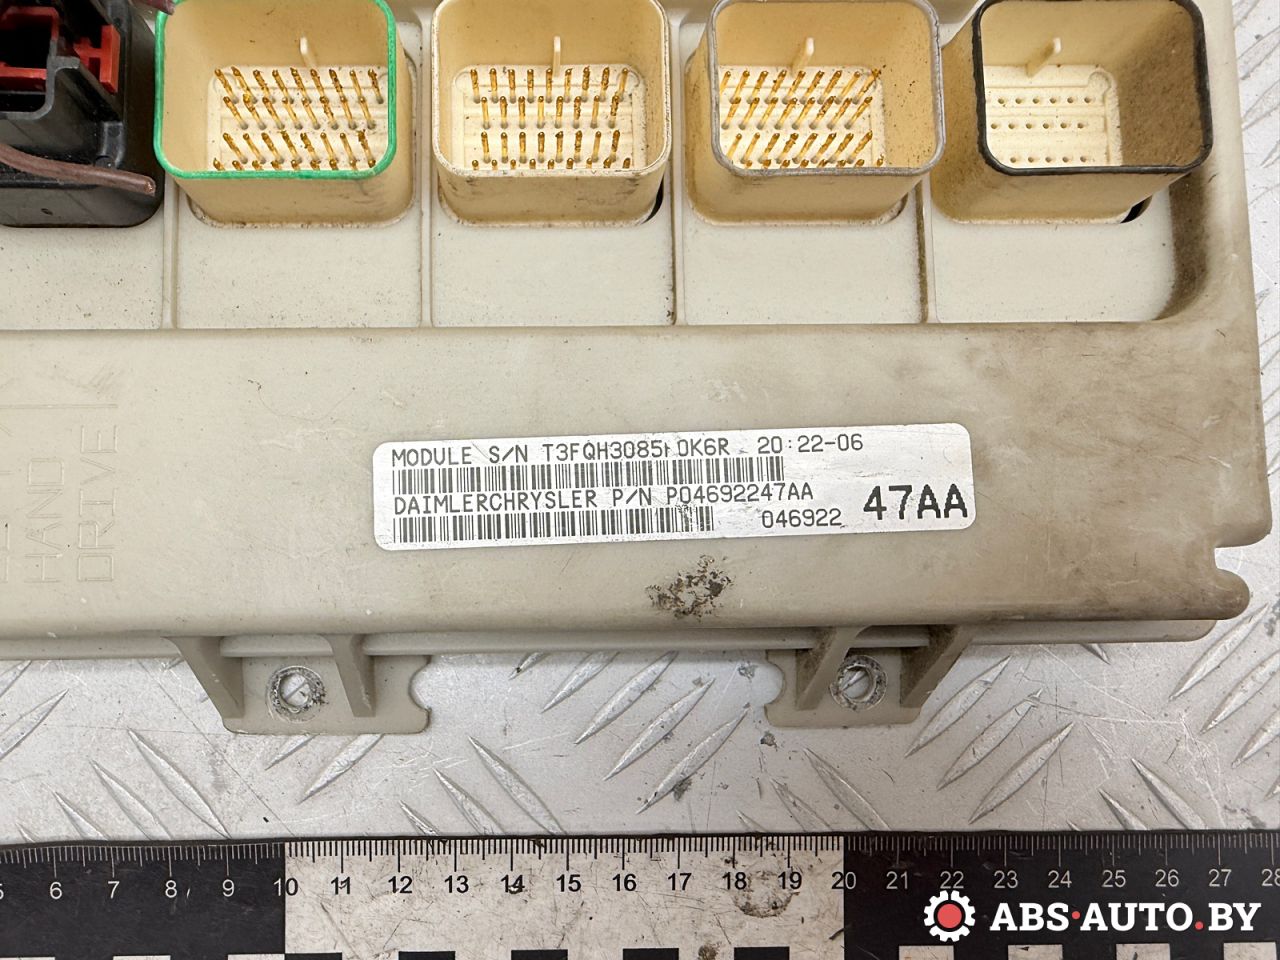 MODULE S/N T3FQH3085 0K6R 20:22-06
DAIMLERCHRYSLER P/N P04692247AA
046922 47AA
HAND
DRIVE
6 7 8 9 10 11 12 13 14 15 16 17 18 19 20 21 22 23 24 25 26 27 28
ABS-AUTO.BY